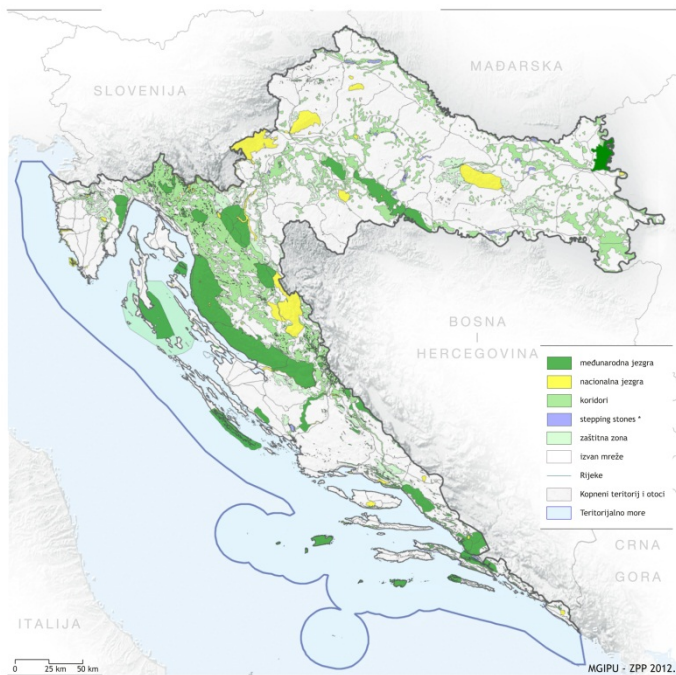 SLOVENIJA
MAĐARSKA
BOSNA
I
HERCEGOVINA
međunarodna jezgra
nacionalna jezgra
koridori
stepping stones *
zaštitna zona
izvan mreže
Rijeke
Kopneni teritorij i otoci
Teritorijalno more
CRNA
GORA
ITALIJA
0 25 km 50 km
MGIPU - ZPP 2012.